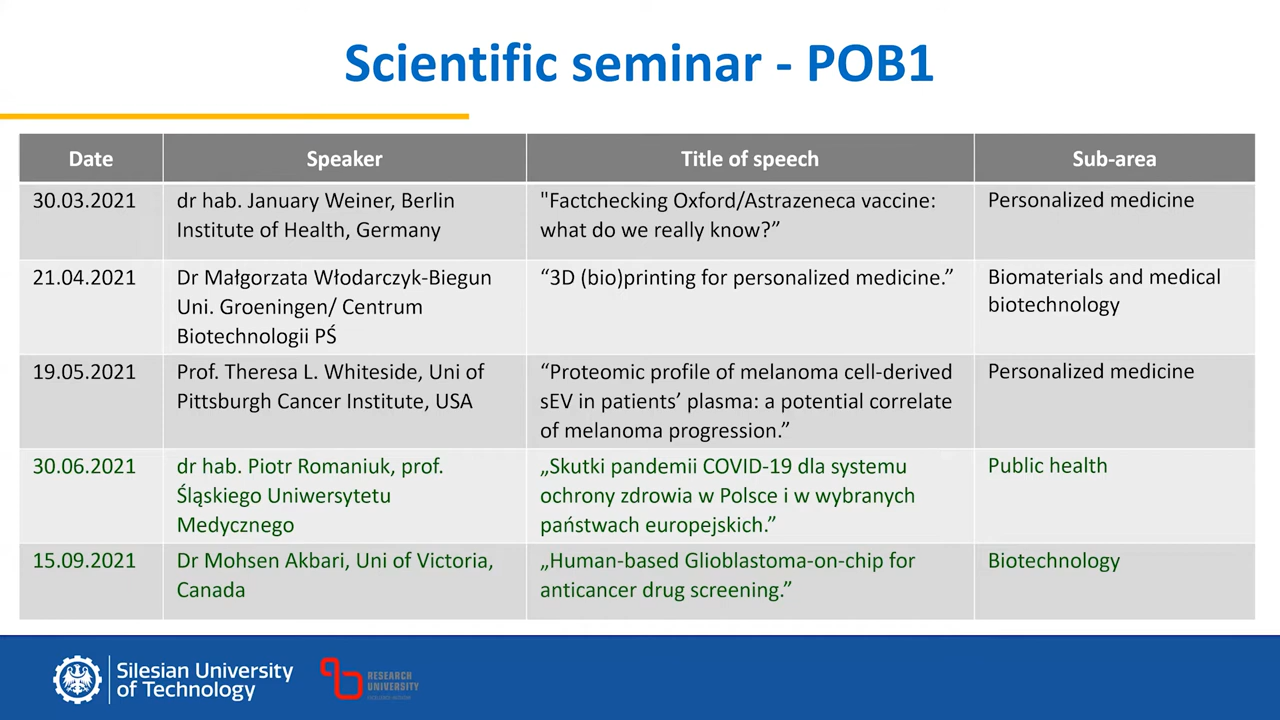 Scientific seminar - POB1
Date Speaker Title of speech Sub-area
30.03.2021 dr hab. January Weiner, Berlin "Factchecking Oxford/Astrazeneca vaccine: Personalized medicine
Institute of Health, Germany what do we really know?”
21.04.2021 Dr Małgorzata Włodarczyk-Biegun “3D (bio)printing for personalized medicine.” Biomaterials and medical
Uni. Groeningen/ Centrum biotechnology
Biotechnologii PŚ
19.05.2021 Prof. Theresa L. Whiteside, Uni of “Proteomic profile of melanoma cell-derived Personalized medicine
Pittsburgh Cancer Institute, USA sEV in patients’ plasma: a potential correlate
of melanoma progression.”
30.06.2021 dr hab. Piotr Romaniuk, prof. „Skutki pandemii COVID-19 dla systemu Public health
Śląskiego Uniwersytetu ochrony zdrowia w Polsce i w wybranych
Medycznego państwach europejskich.”
15.09.2021 Dr Mohsen Akbari, Uni of Victoria, „Human-based Glioblastoma-on-chip for Biotechnology
Canada anticancer drug screening.”
Silesian University RESEARCH
of Technology UNIVERSITY